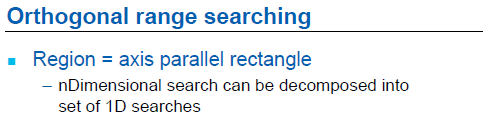 Orthogonal range searching
▪ Region = axis parallel rectangle
– nDimensional search can be decomposed into
set of 1D searches